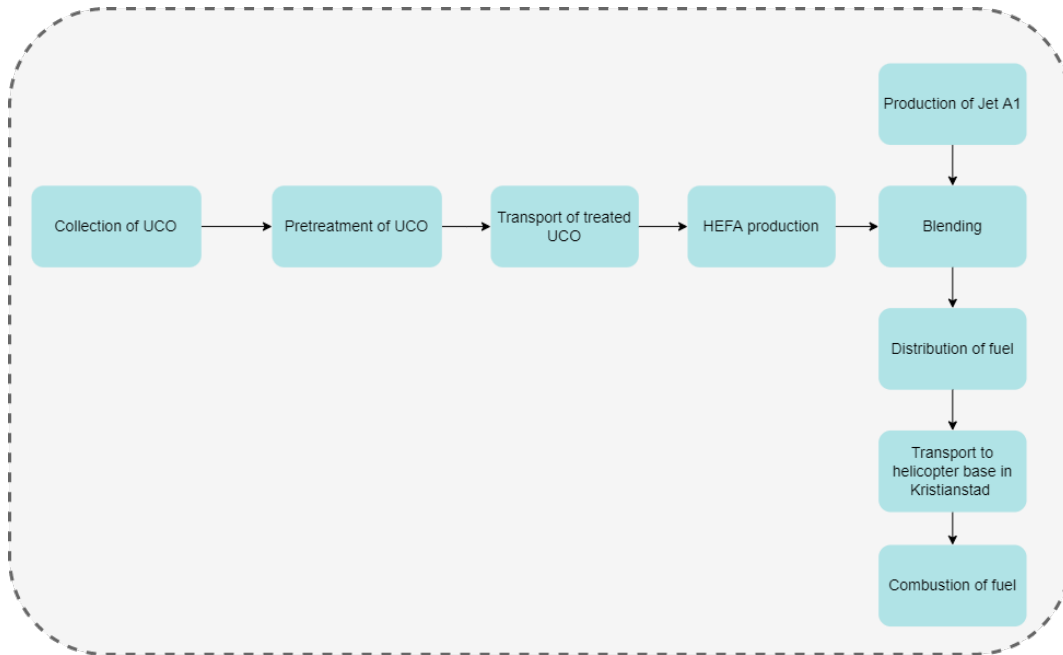 Production of Jet A1
Collection of UCO
Pretreatment of UCO
Transport of treated
UCO
HEFA production
Blending
Distribution of fuel
Transport to
helicopter base in
Kristianstad
Combustion of fuel